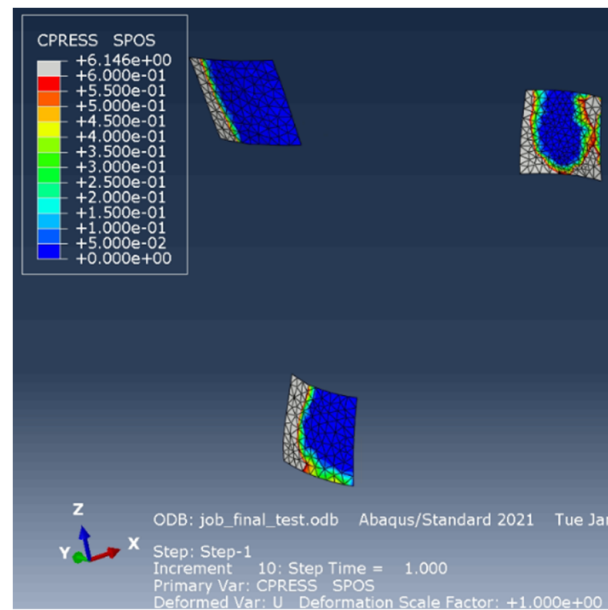 CPRESS SPOS
+6.146e+00
+6.000e-01
+5.500e-01
+5.000e-01
+4.500e-01
+4.000e-01
+3.500e-01
+3.000e-01
+2.500e-01
+2.000e-01
+1.500e-01
+1.000e-01
+5.000e-02
+0.000e+00
Z
Y
X
ODB: job_final_test.odb Abaqus/Standard 2021 Tue Jan
Step: Step-1
Increment 10: Step Time = 1.000
Primary Var: CPRESS SPOS
Deformed Var: U Deformation Scale Factor: +1.000e+00